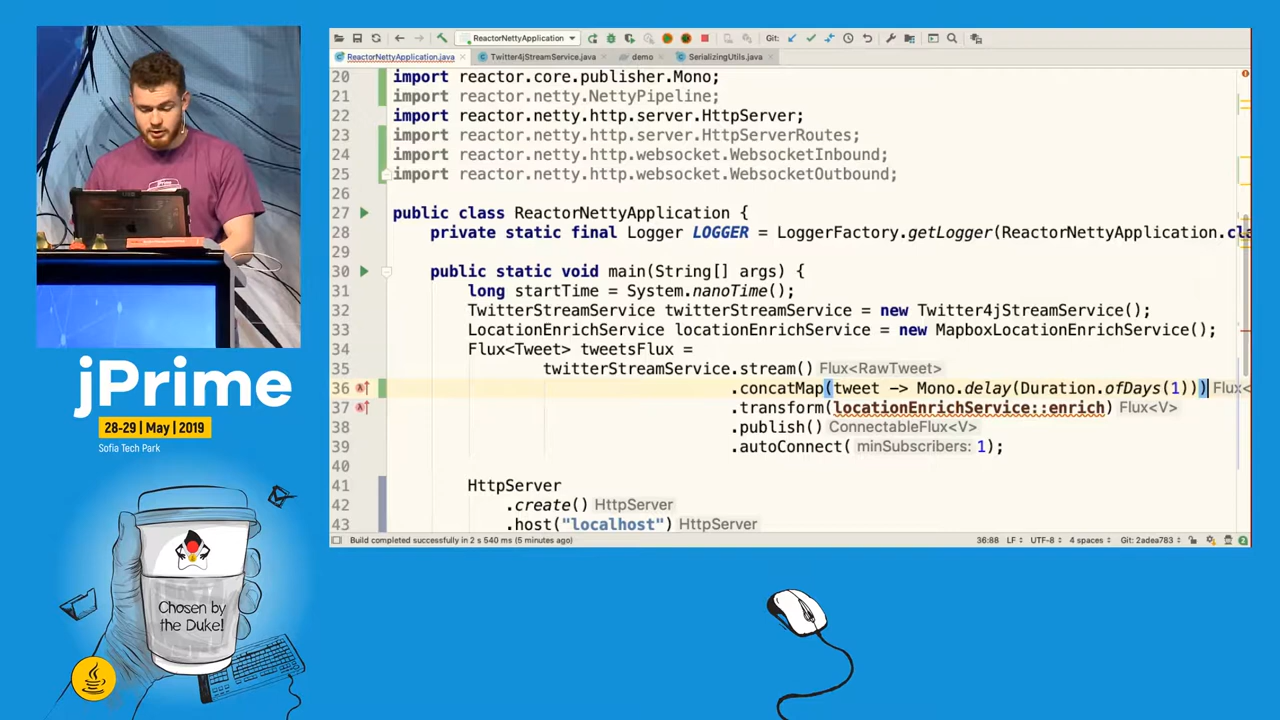 ReactorNettyApplication
Git:
ReactorNettyApplication.java
Twitter4jStreamService.java
demo
SerializingUtils.java
20 import reactor.core.publisher.Mono;
21 import reactor.netty.NettyPipeline;
22 import reactor.netty.http.server.HttpServer;
23 import reactor.netty.http.server.HttpServerRoutes;
24 import reactor.netty.http.websocket.WebsocketInbound;
25 import reactor.netty.http.websocket.WebsocketOutbound;
26
27 public class ReactorNettyApplication {
28 private static final Logger LOGGER = LoggerFactory.getLogger(ReactorNettyApplication.cla
30 public static void main(String[] args) {
31 long startTime = System.nanoTime();
32 TwitterStreamService twitterStreamService = new Twitter4jStreamService();
33 LocationEnrichService locationEnrichService = new MapboxLocationEnrichService();
34 Flux<Tweet> tweetsFlux =
35 twitterStreamService.stream() Flux<RawTweet>
36 .concatMap(tweet -> Mono.delay(Duration.ofDays(1))) Flux<
37 .transform(locationEnrichService::enrich) Flux<V>
38 .publish() ConnectableFlux<V>
39 .autoConnect( minSubscribers: 1);
40
41 HttpServer
42 .create() HttpServer
43 .host("localhost") HttpServer
Build completed successfully in 2 s 540 ms (5 minutes ago)
36:88 LF UTF-8 4 spaces Git: 2adea783
jPrime
28-29 | May | 2019
Sofia Tech Park
Chosen by
the Duke!